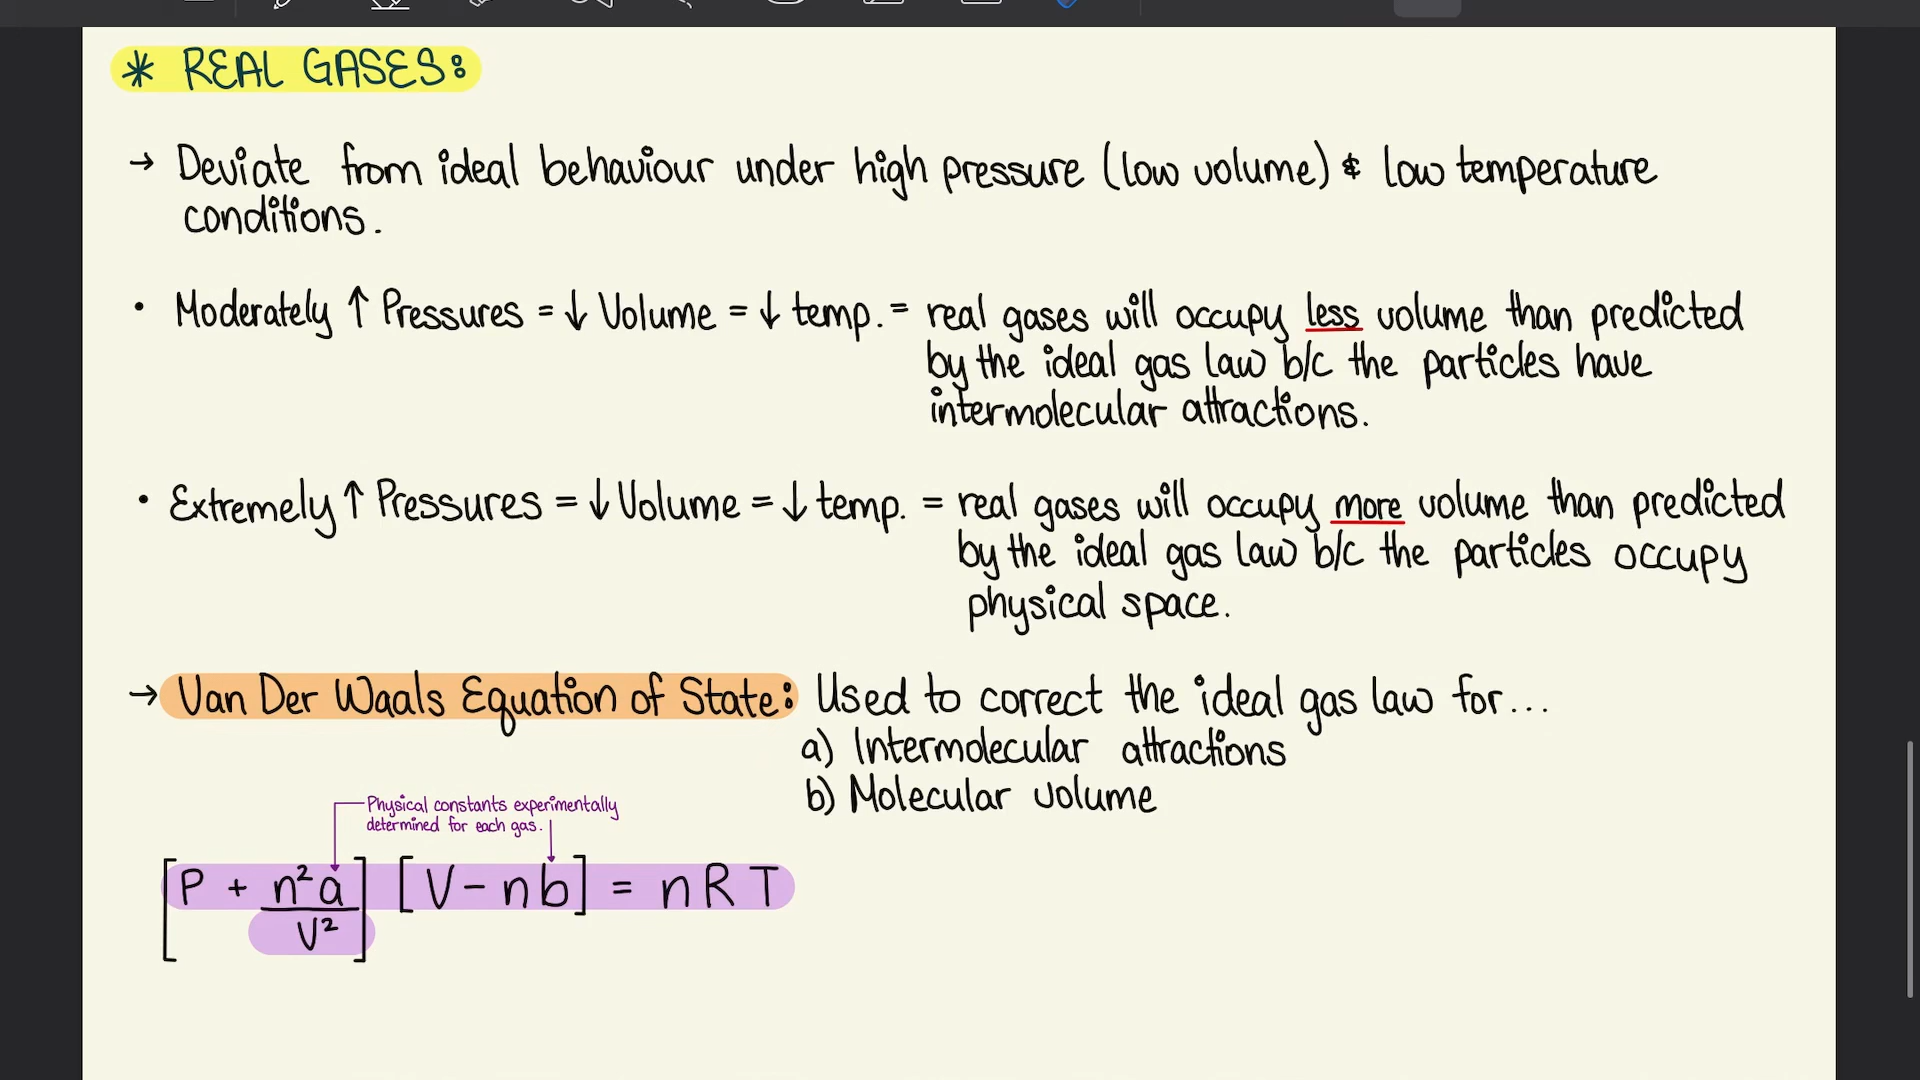 * REAL GASES:
→ Deviate from ideal behaviour under high pressure (low volume) & low temperature
conditions.
• Moderately ↑ Pressures = ↓ Volume = ↓ temp. = real gases will occupy less volume than predicted
by the ideal gas law b/c the particles have
intermolecular attractions.
• Extremely ↑ Pressures = ↓ Volume = ↓ temp. = real gases will occupy more volume than predicted
by the ideal gas law b/c the particles occupy
physical space.
→ Van Der Waals Equation of State: Used to correct the ideal gas law for...
a) Intermolecular attractions
b) Molecular volume
Physical constants experimentally
determined for each gas.
[P + n²a/V²] [V - nb] = nRT